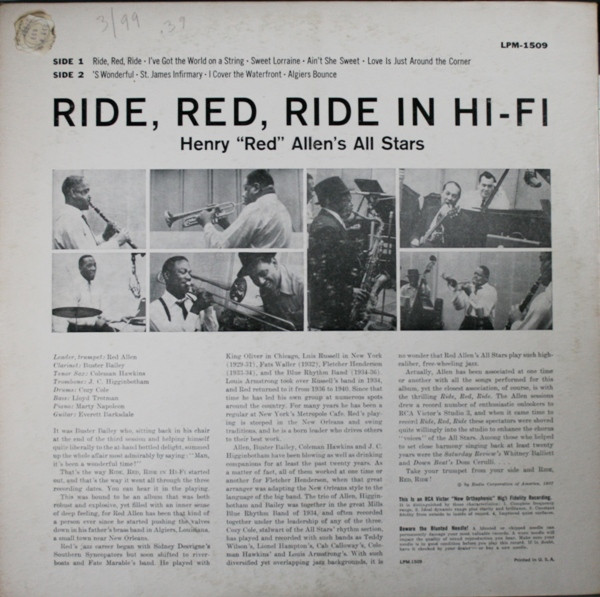 3/99 .39
LPM-1509
SIDE 1 Ride, Red, Ride • I've Got the World on a String • Sweet Lorraine • Ain't She Sweet • Love Is Just Around the Corner
SIDE 2 'S Wonderful • St. James Infirmary • I Cover the Waterfront • Algiers Bounce
RIDE, RED, RIDE IN HI-FI
Henry "Red" Allen's All Stars
Leader, trumpet: Red Allen
Clarinet: Buster Bailey
Tenor Sax: Coleman Hawkins
Trombone: J. C. Higginbotham
Drums: Cozy Cole
Bass: Lloyd Trotman
Piano: Marty Napoleon
Guitar: Everett Barksdale
It was Buster Bailey who, sitting back in his chair
at the end of the third session and helping himself
quite liberally to the at hand bottled delight, summed
up the whole affair most admirably by saying: "Man,
it's been a wonderful time!"
That's the way RIDE, RED, RIDE IN HI-FI started
out, and that's the way it went all through the three
recording dates. You can hear it in the playing.
This was bound to be an album that was both
robust and explosive, yet filled with an inner sense
of deep feeling, for Red Allen has been that kind of
a person ever since he started pushing the valves
down in his father's brass band in Algiers, Louisiana,
a small town near New Orleans.
Red's jazz career began with Sidney Desvigne's
Southern Syncopators but soon shifted to river-
boats and Fate Marable's band. He played with
King Oliver in Chicago, Luis Russell in New York
(1929-31), Fats Waller (1932), Fletcher Henderson
(1933-34), and the Blue Rhythm Band (1934-36).
Louis Armstrong took over Russell's band in 1934,
and Red returned to it from 1936 to 1940. Since that
time he has led his own group at numerous spots
around the country. For many years he has been a
regular at New York's Metropole Cafe. Red's play-
ing is steeped in the New Orleans and swing
traditions, and he is a born leader who drives others
to their best work.
Allen, Buster Bailey, Coleman Hawkins and J. C.
Higginbotham have been blowing as well as drinking
companions for at least the past twenty years. As
a matter of fact, all of them worked at one time or
another for Fletcher Henderson, when that great
arranger was adapting the New Orleans style to the
language of the big band. The trio of Allen, Higgin-
botham and Bailey was together in the great Mills
Blue Rhythm Band of 1934, and often recorded
together under the leadership of any of the three.
Cozy Cole, stalwart of the All Stars' rhythm section,
has played and recorded with such bands as Teddy
Wilson's, Lionel Hampton's, Cab Calloway's, Cole-
man Hawkins' and Louis Armstrong's. With such
diversified yet overlapping jazz backgrounds, it is
no wonder that Red Allen's All Stars play such high-
caliber, free-wheeling jazz.
Actually, Allen has been associated at one time
or another with all the songs performed for this
album, yet the closest association, of course, is with
the thrilling Ride, Red, Ride. The Allen sessions
drew a record number of enthusiastic onlookers to
RCA Victor's Studio 3, and when it came time to
record Ride, Red, Ride these spectators were shoved
quite willingly into the studio to enhance the chorus
"voices" of the All Stars. Among those who helped
to set close harmony singing back at least twenty
years were the Saturday Review's Whitney Balliett
and Down Beat's Dom Cerulli. . . .
Take your tramp from your side and RIDE,
RED, RIDE!
© by Radio Corporation of America, 1957
This is an RCA Victor "New Orthophonic" High Fidelity Recording.
Beware the Blunted Needle!
LPM-1509
Printed in U. S. A.